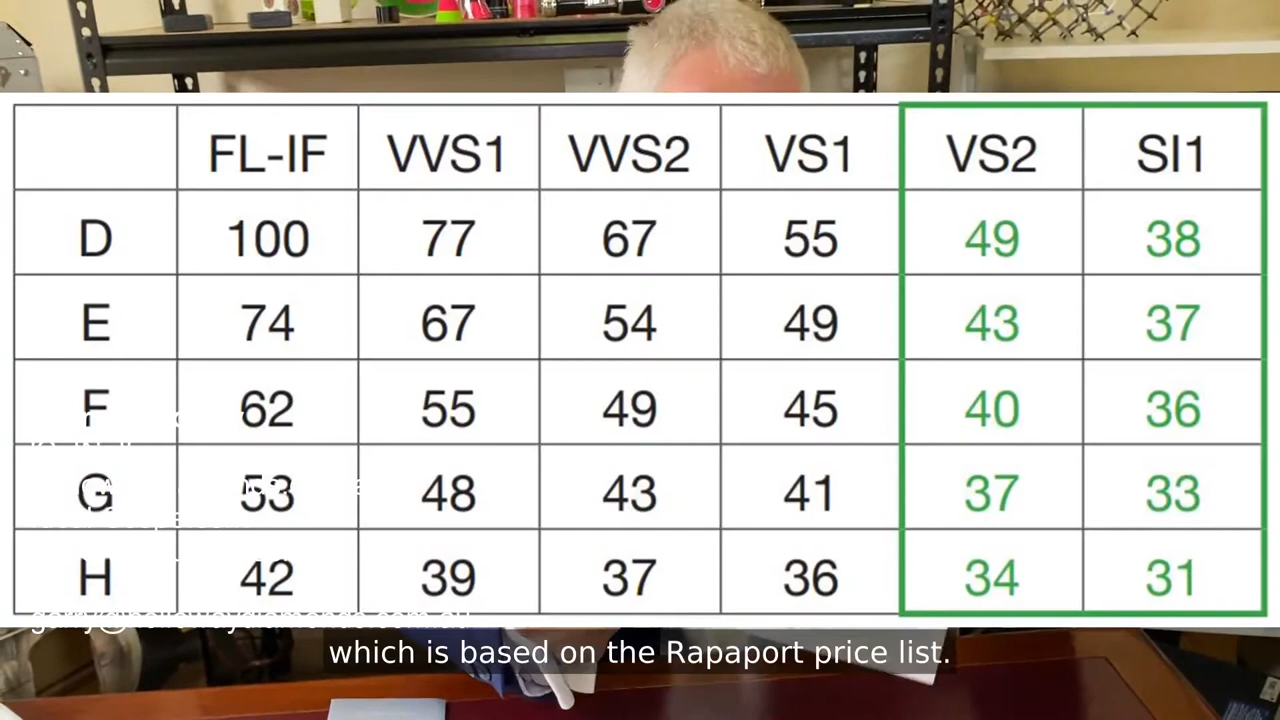 FL-IF VVS1 VVS2 VS1 VS2 SI1
D 100 77 67 55 49 38
E 74 67 54 49 43 37
F 62 55 49 45 40 36
G 53 48 43 41 37 33
H 42 39 37 36 34 31
which is based on the Rapaport price list.